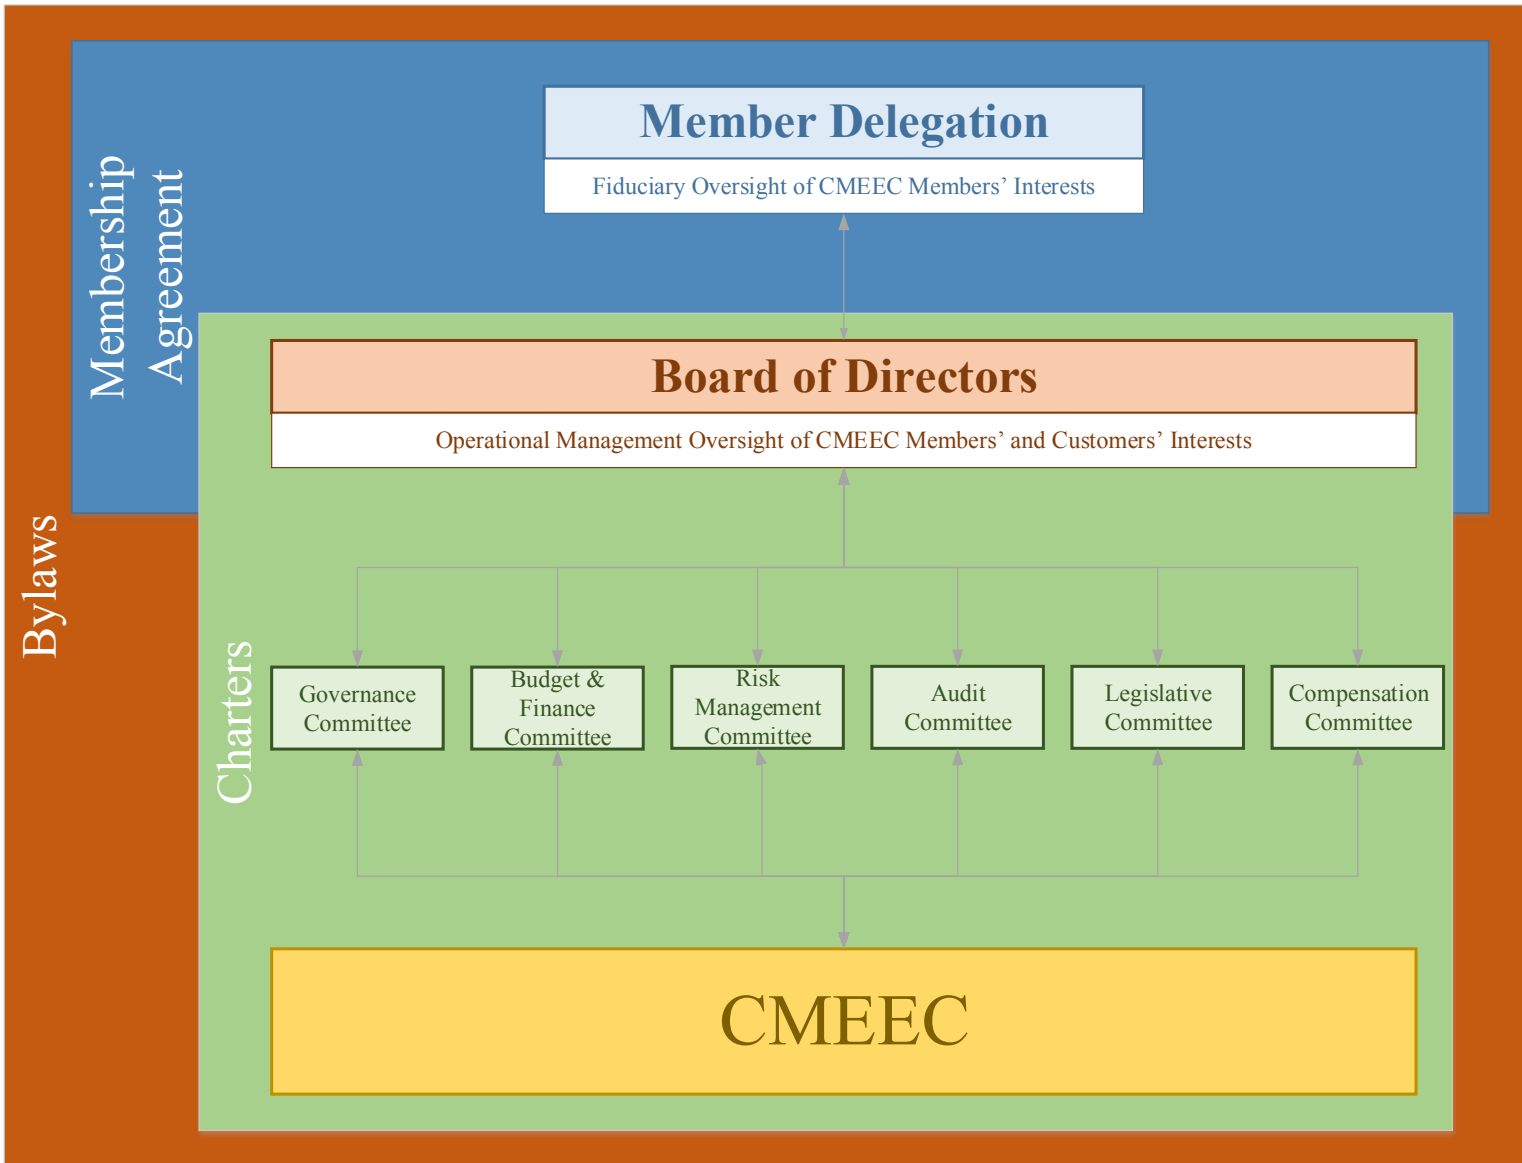 Member Delegation
Fiduciary Oversight of CMEEC Members’ Interests
Membership
Agreement
Board of Directors
Operational Management Oversight of CMEEC Members’ and Customers’ Interests
Bylaws
Charters
Governance
Committee
Budget &
Finance
Committee
Risk
Management
Committee
Audit
Committee
Legislative
Committee
Compensation
Committee
CMEEC